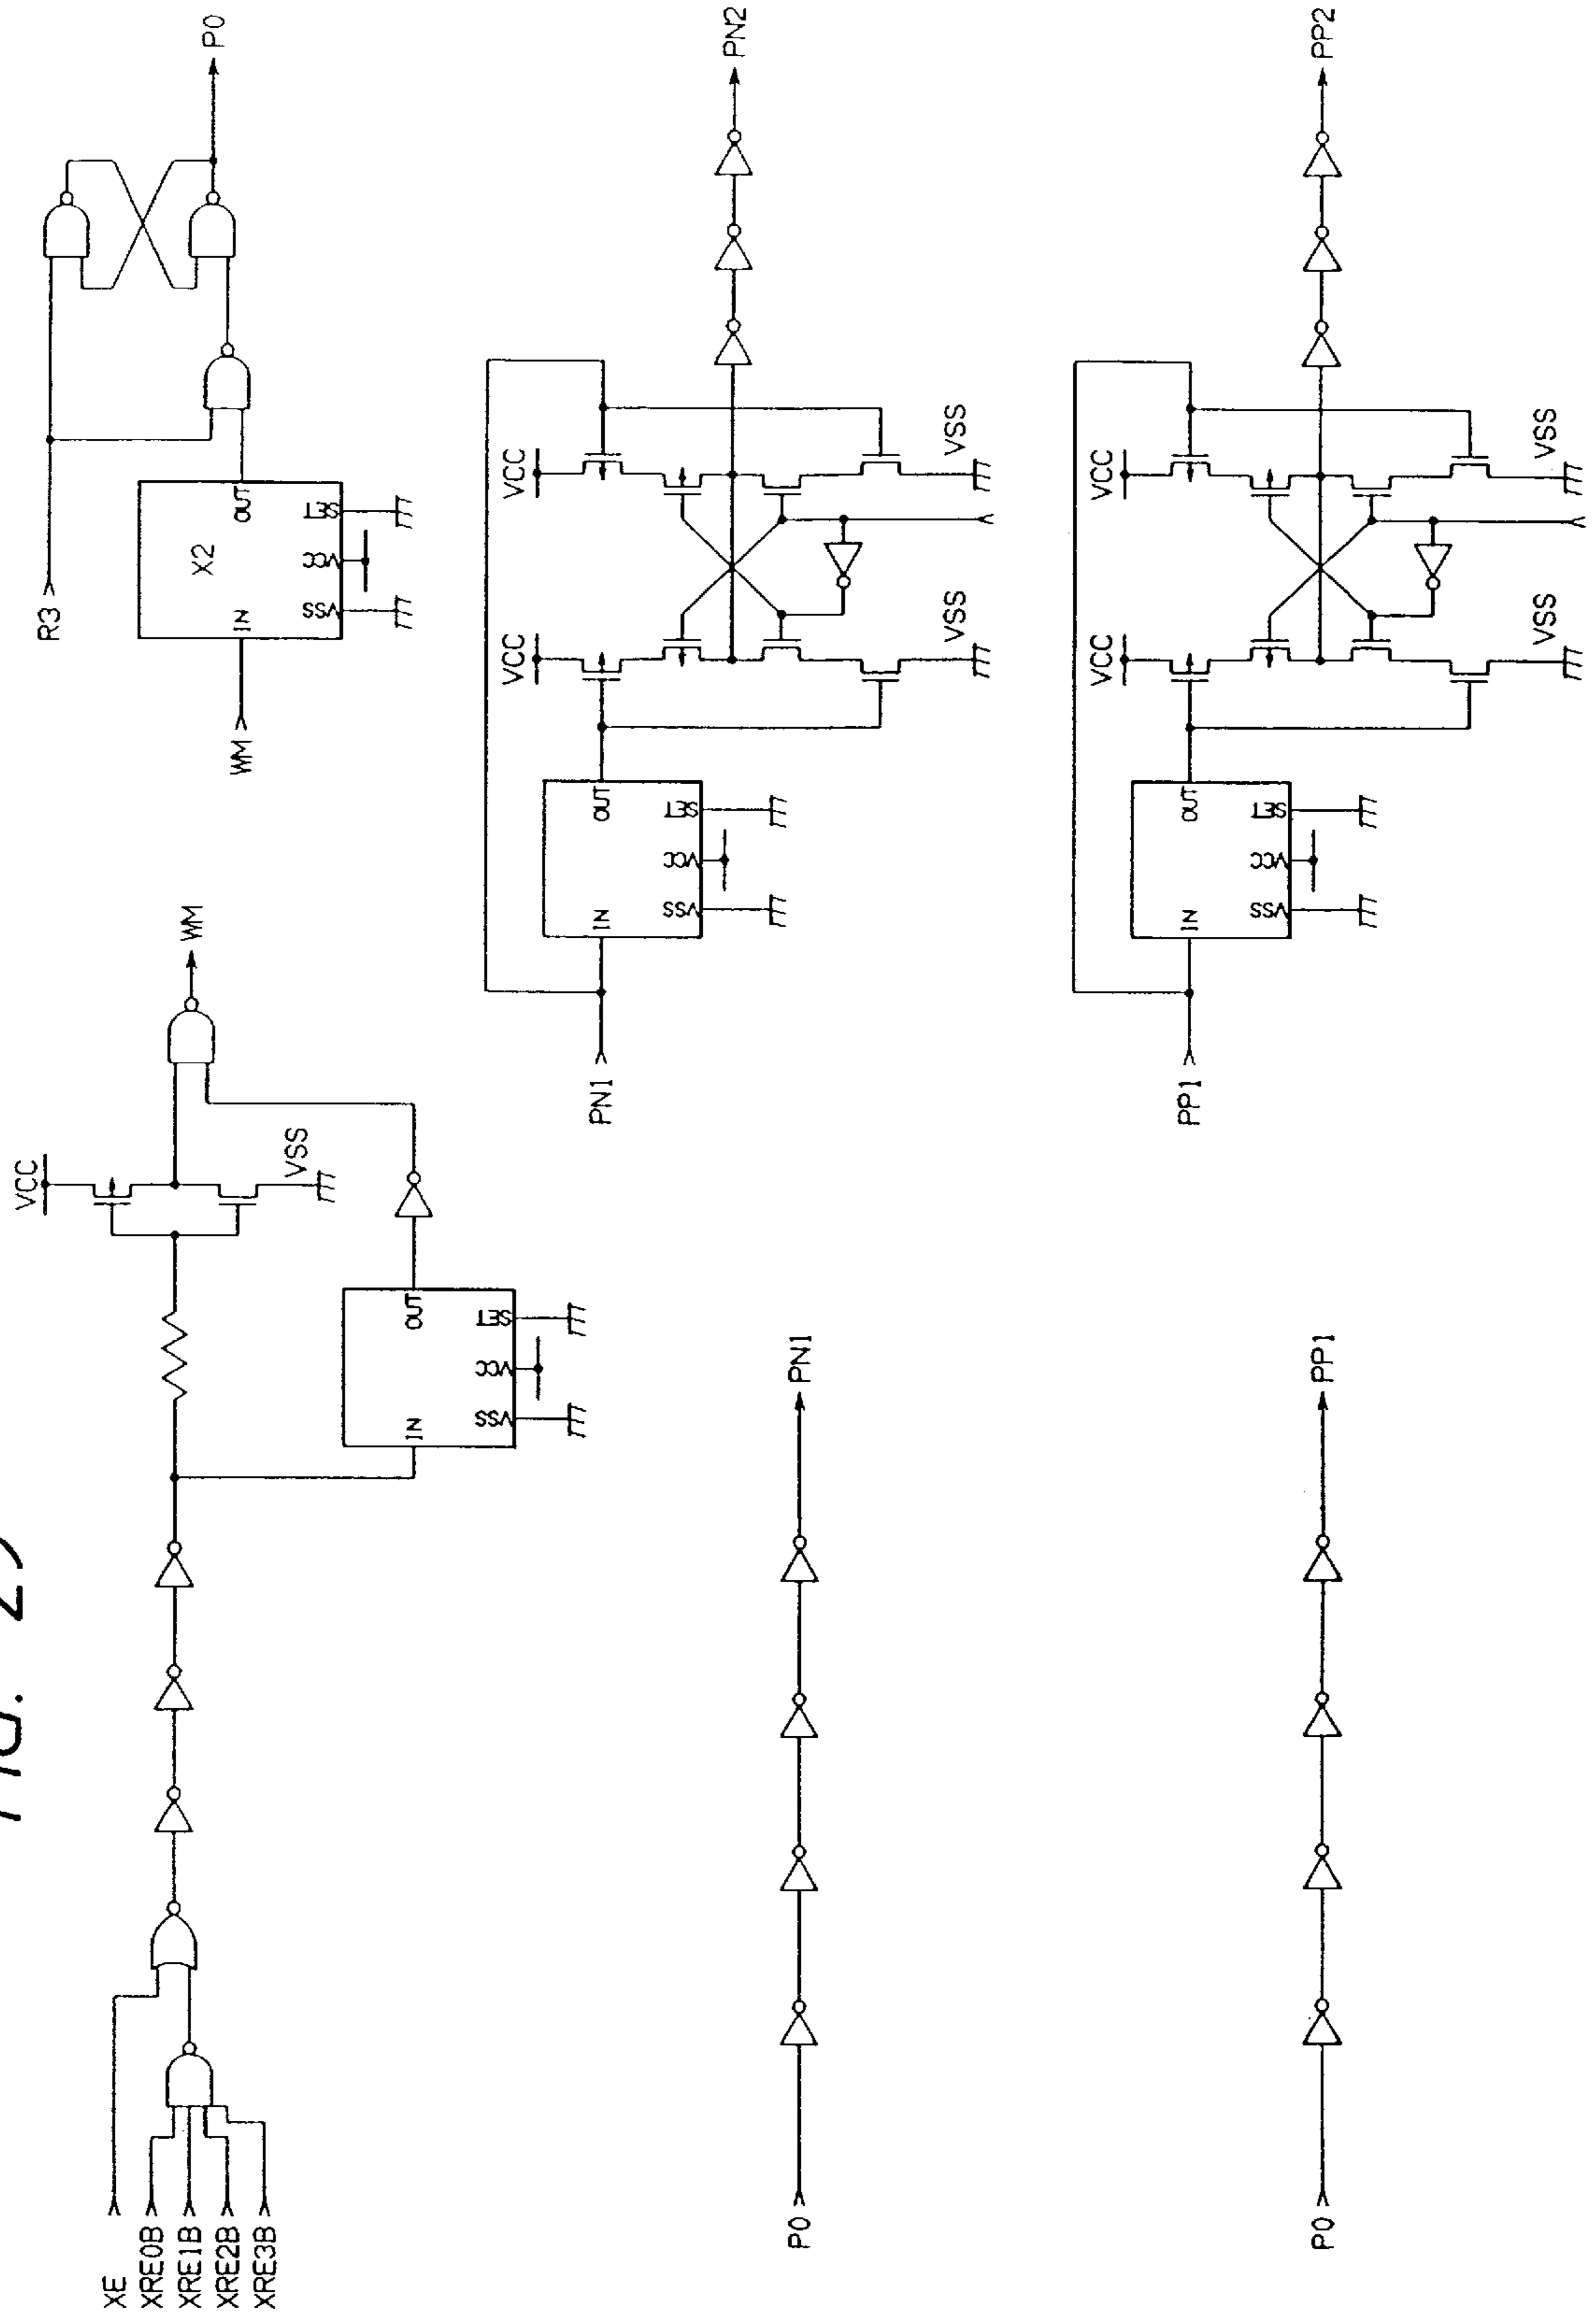 FIG. 29
XE
XRE0B
XRE1B
XRE2B
XRE3B
IN
OUT
VSS
VCC
SET
VCC
VSS
WM
WM
IN
X2
OUT
VSS
VCC
SET
R3
P0
P0
PN1
PN1
IN
OUT
VSS
VCC
SET
VCC
VSS
VCC
VSS
PN2
P0
PP1
PP1
IN
OUT
VSS
VCC
SET
VCC
VSS
VCC
VSS
PP2